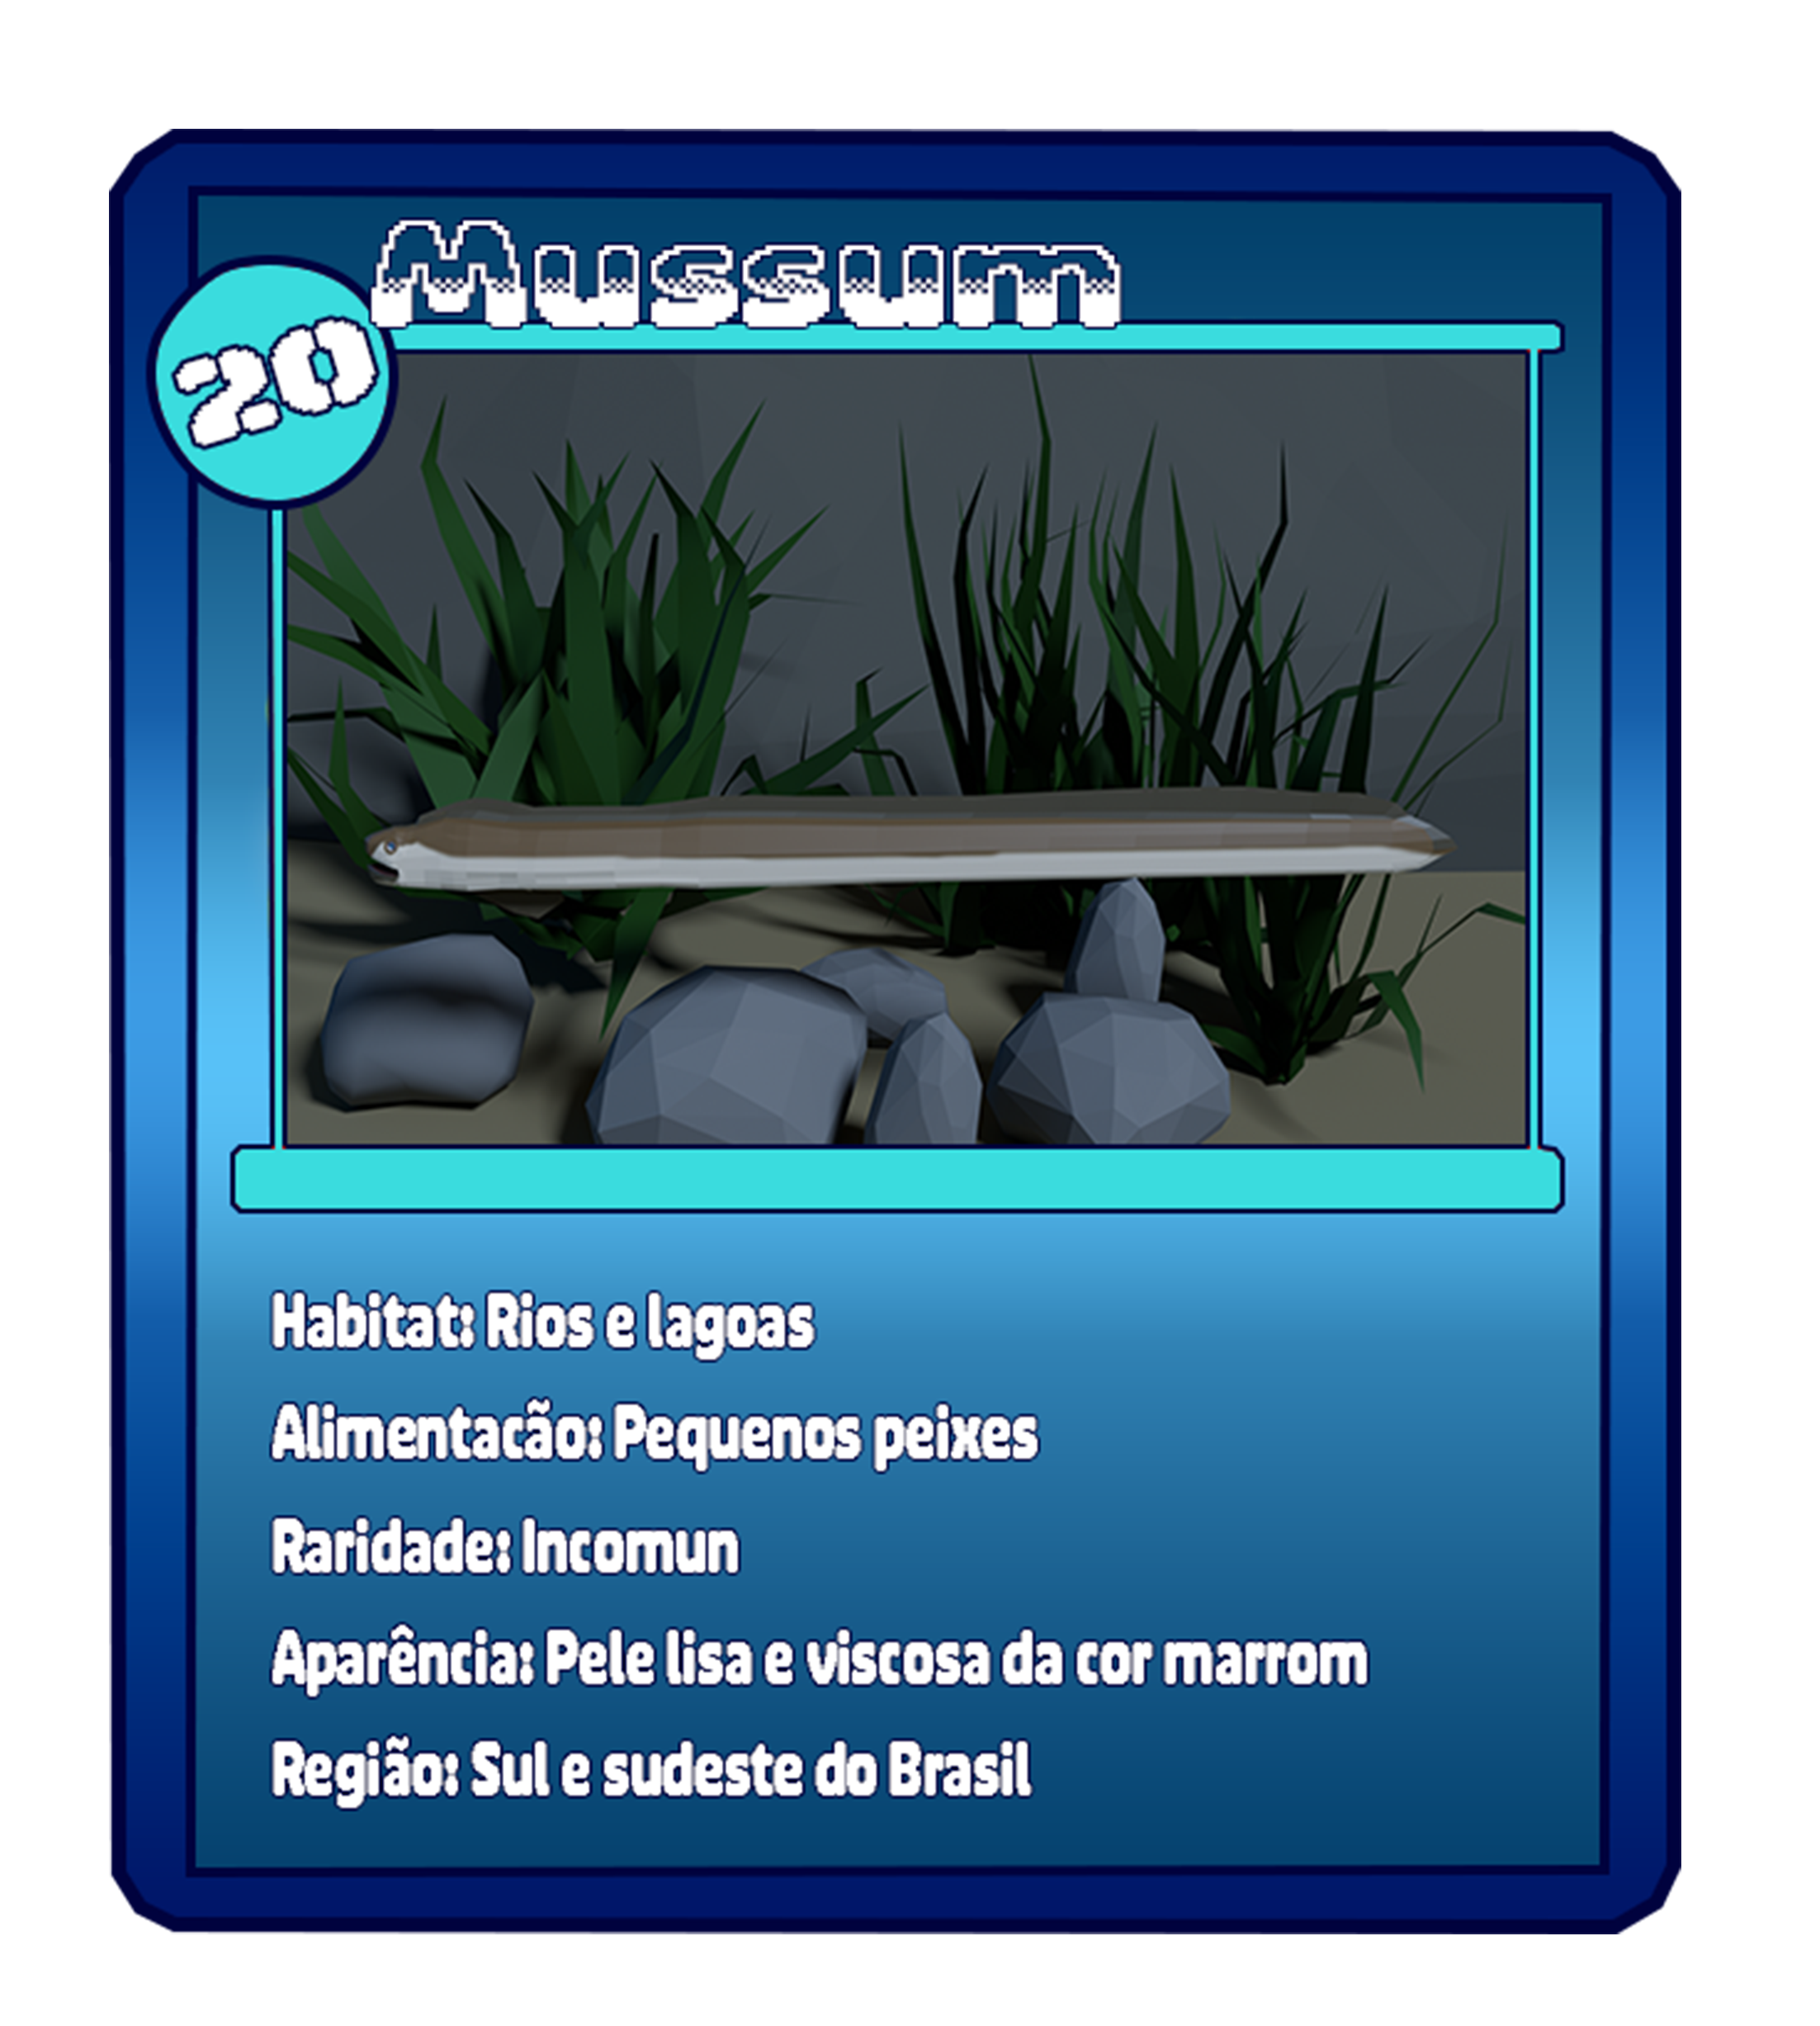 Mussum
20
Habitat: Rios e lagoas
Alimentacão: Pequenos peixes
Raridade: Incomun
Aparência: Pele lisa e viscosa da cor marrom
Região: Sul e sudeste do Brasil